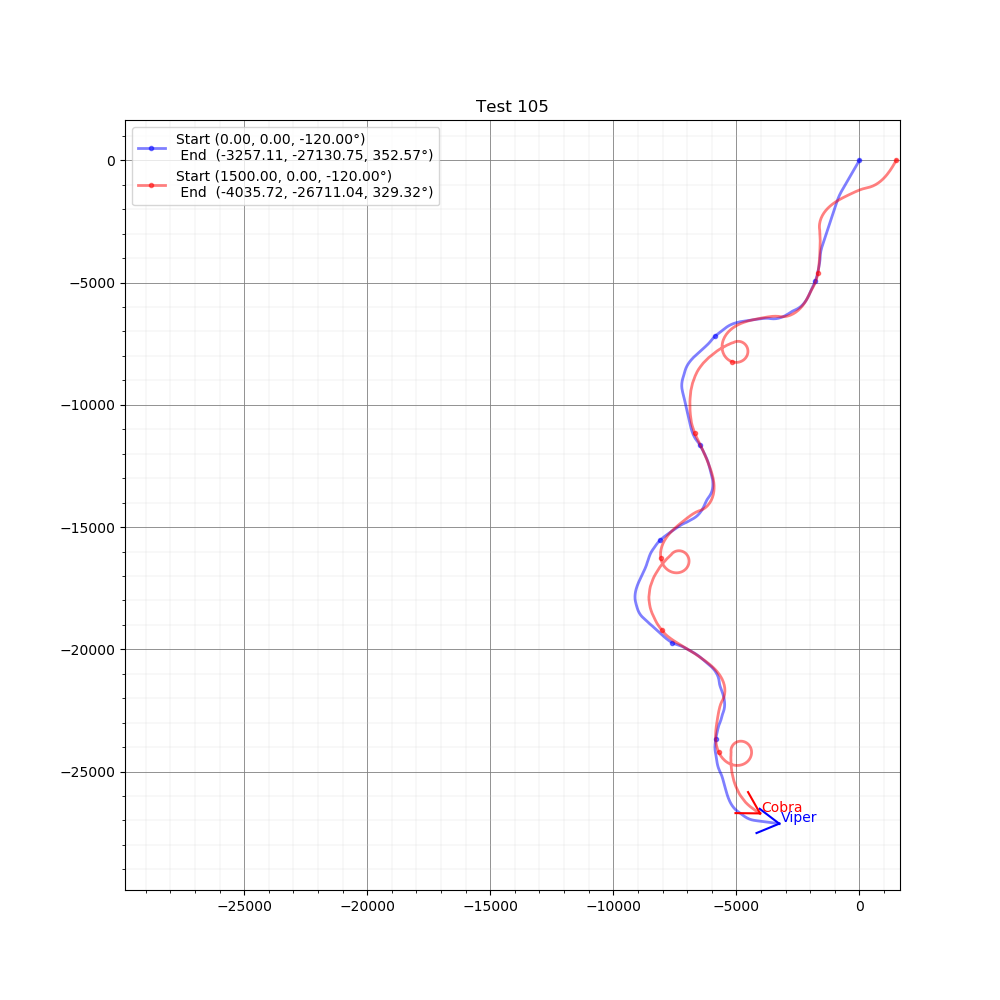 Test 105
Start (0.00, 0.00, -120.00°)
End (-3257.11, -27130.75, 352.57°)
Start (1500.00, 0.00, -120.00°)
End (-4035.72, -26711.04, 329.32°)
0
−5000
−10000
−15000
−20000
−25000
Cobra
Viper
−25000 −20000 −15000 −10000 −5000 0